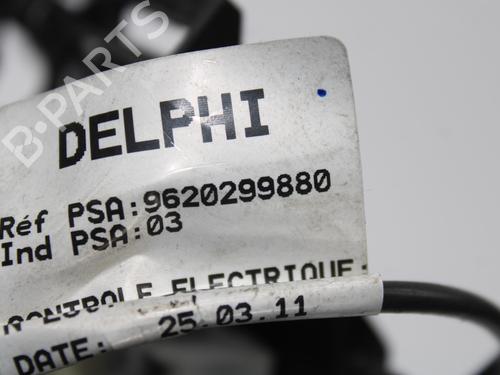 B-PARTS
DELPHI
Réf PSA:9620299880
Ind PSA:03
CONTROLE ELECTRIQUE:
DATE: 25.03.11